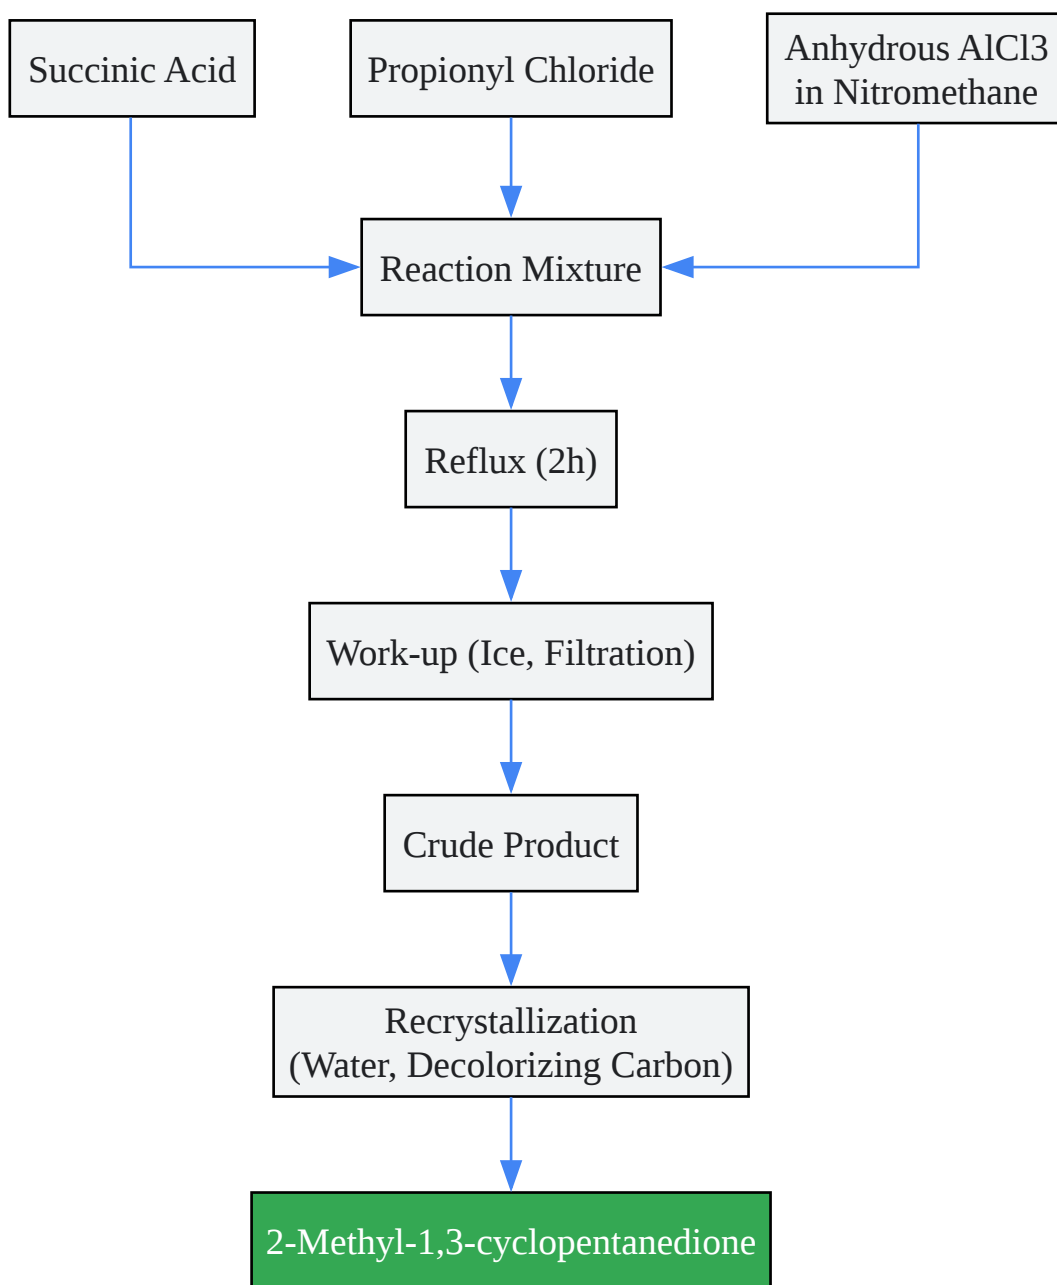 Succinic Acid
Propionyl Chloride
Anhydrous AlCl3
in Nitromethane
Reaction Mixture
Reflux (2h)
Work-up (Ice, Filtration)
Crude Product
Recrystallization
(Water, Decolorizing Carbon)
2-Methyl-1,3-cyclopentanedione